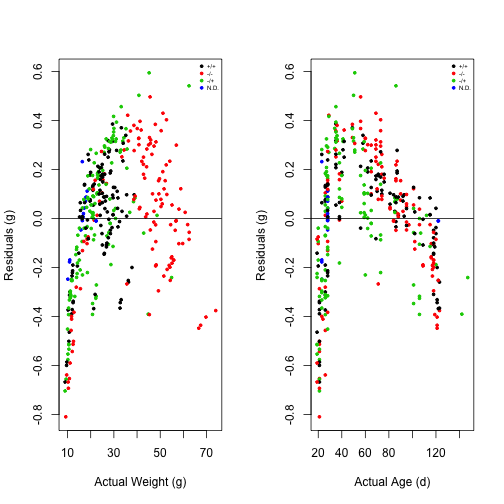 +/+
-/-
-/+
N.D.
0.6
0.4
0.2
0.0
-0.2
-0.4
-0.6
-0.8
Residuals (g)
10 30 50 70
Actual Weight (g)
+/+
-/-
-/+
N.D.
0.6
0.4
0.2
0.0
-0.2
-0.4
-0.6
-0.8
Residuals (g)
20 40 60 80 120
Actual Age (d)